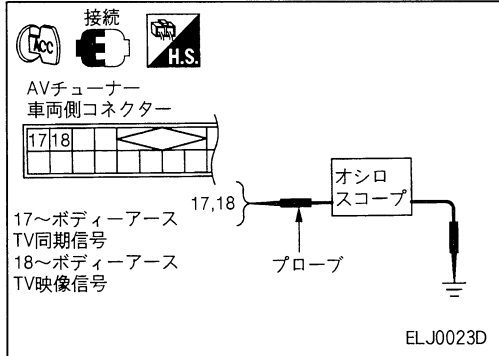 接続
ACC
H.S.
AVチューナー
車両側コネクター
17 18
17,18
オシロ
スコープ
プローブ
17～ボディーアース
TV同期信号
18～ボディーアース
TV映像信号
ELJ0023D